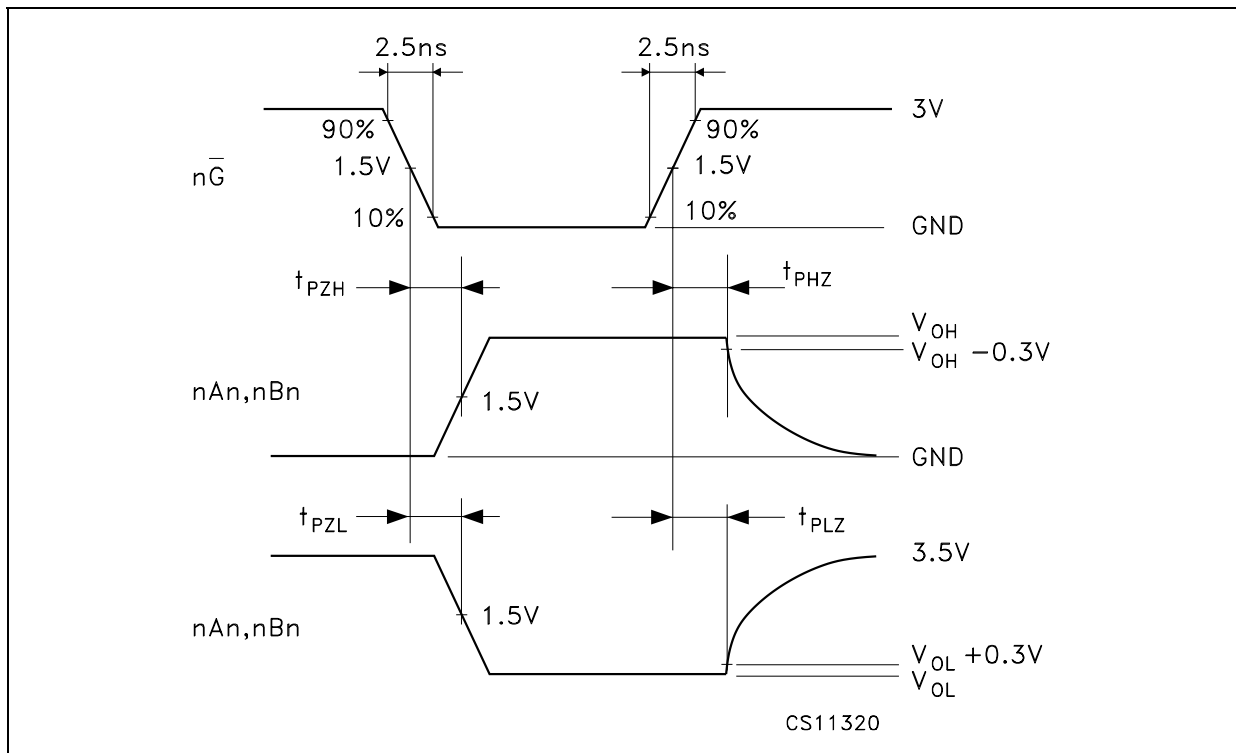 2.5ns 2.5ns
3V
90% 90%
nG̅ 1.5V 1.5V
10% 10%
GND
tPZH tPHZ
VOH
VOH -0.3V
nAn,nBn 1.5V
GND
tPZL tPLZ
3.5V
1.5V
nAn,nBn
VOL +0.3V
VOL
CS11320